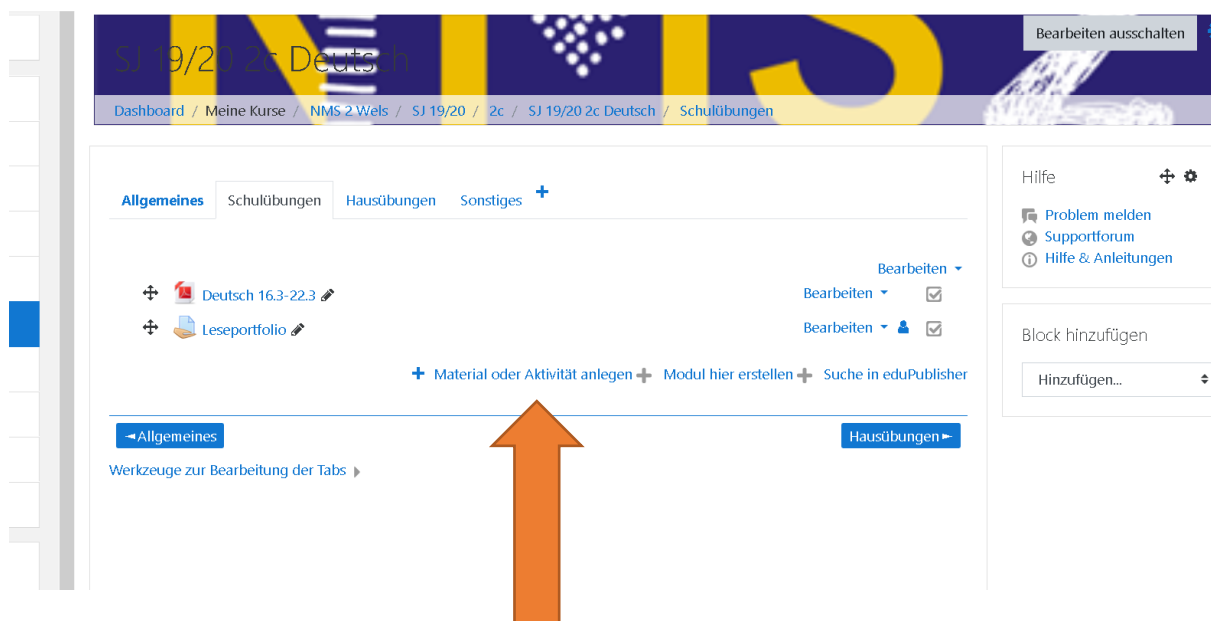 Bearbeiten ausschalten
SJ 19/20 2c Deutsch
Dashboard / Meine Kurse / NMS 2 Wels / SJ 19/20 / 2c / SJ 19/20 2c Deutsch / Schulübungen
Allgemeines Schulübungen Hausübungen Sonstiges +
Bearbeiten
Deutsch 16.3-22.3 Bearbeiten
Leseportfolio Bearbeiten
+ Material oder Aktivität anlegen + Modul hier erstellen + Suche in eduPublisher
◄Allgemeines Hausübungen►
Werkzeuge zur Bearbeitung der Tabs
Hilfe
Problem melden
Supportforum
Hilfe & Anleitungen
Block hinzufügen
Hinzufügen...